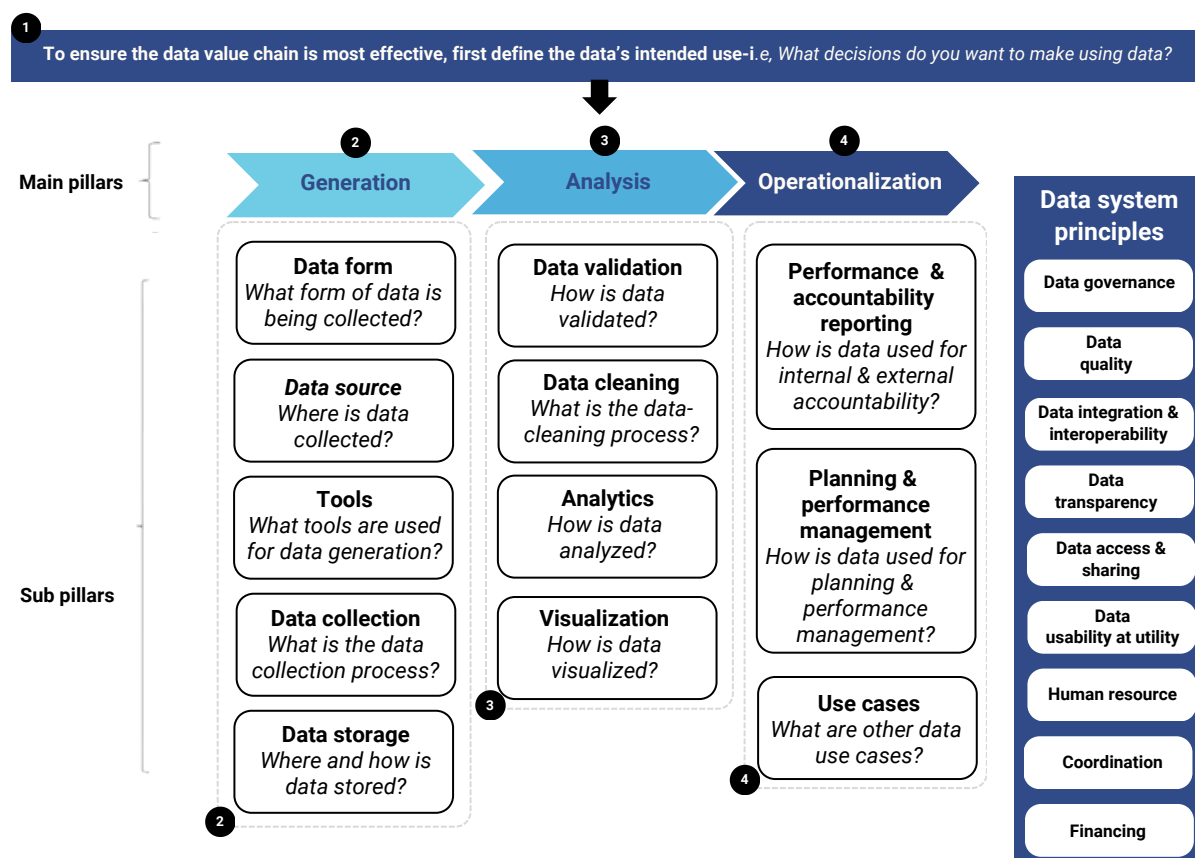 1
To ensure the data value chain is most effective, first define the data's intended use-i.e, What decisions do you want to make using data?
Main pillars
2
Generation
3
Analysis
4
Operationalization
Sub pillars
Data form
What form of data is
being collected?
Data source
Where is data
collected?
Tools
What tools are used
for data generation?
Data collection
What is the data
collection process?
Data storage
Where and how is
data stored?
2
Data validation
How is data
validated?
Data cleaning
What is the data-
cleaning process?
Analytics
How is data
analyzed?
Visualization
How is data
visualized?
3
Performance & 
accountability
reporting
How is data used for
internal & external
accountability?
Planning &
performance
management
How is data used for
planning &
performance
management?
Use cases
What are other data
use cases?
4
Data system
principles
Data governance
Data
quality
Data integration &
interoperability
Data
transparency
Data access &
sharing
Data
usability at utility
Human resource
Coordination
Financing